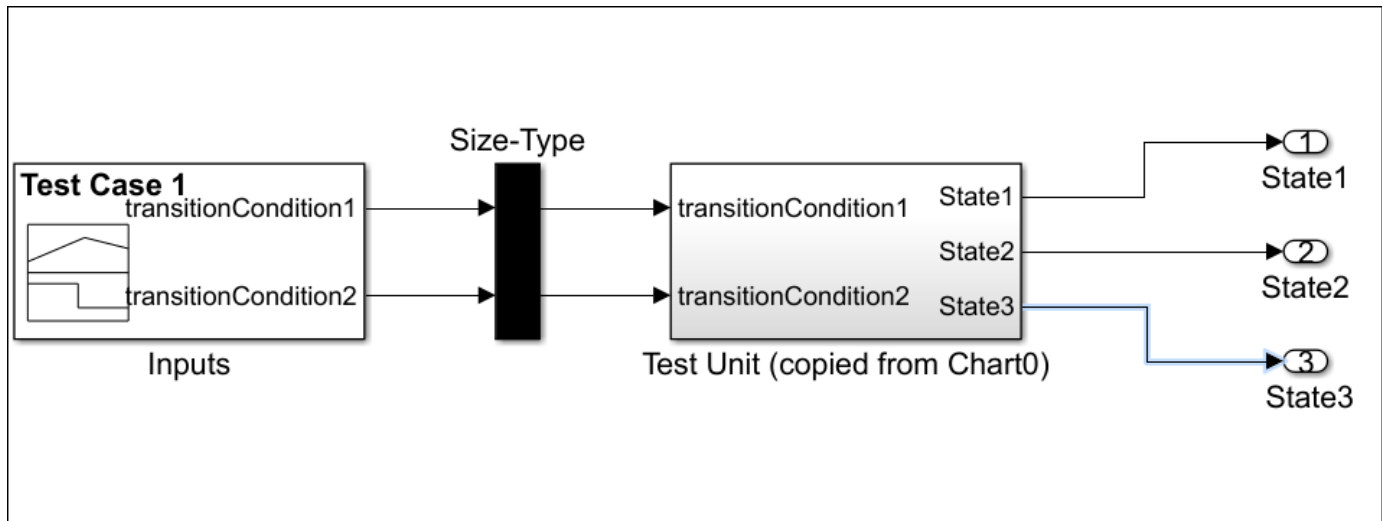 Size-Type
Test Case 1
transitionCondition1
transitionCondition2
Inputs
transitionCondition1
transitionCondition2
State1
State2
State3
Test Unit (copied from Chart0)
1
State1
2
State2
3
State3